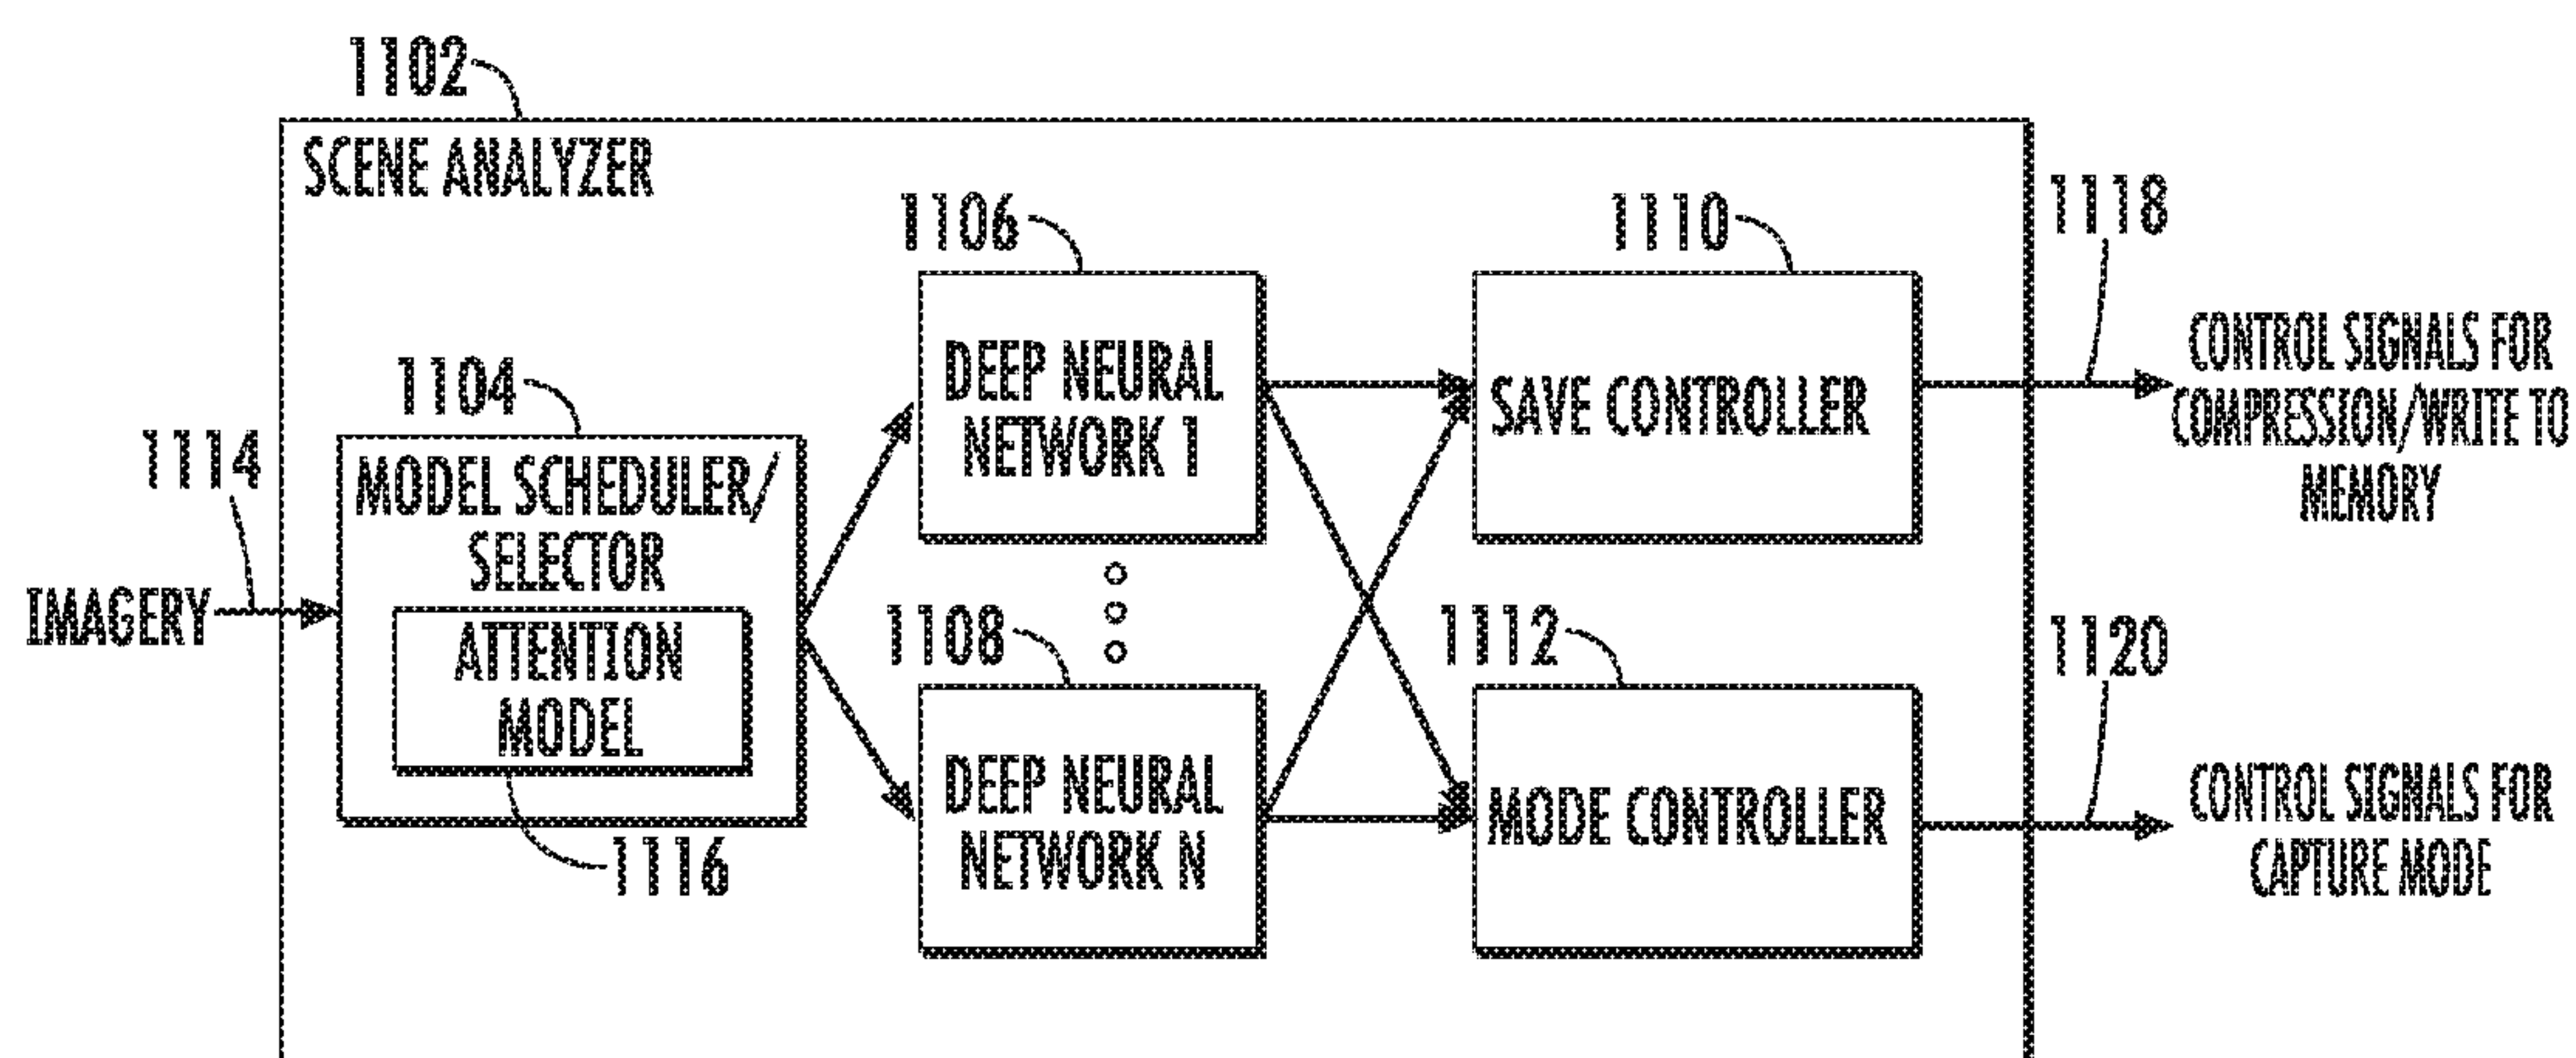 1102
SCENE ANALYZER
1106
1110
1118
1104
DEEP NEURAL
NETWORK 1
SAVE CONTROLLER
CONTROL SIGNALS FOR
COMPRESSION/WRITE TO
MEMORY
1114
MODEL SCHEDULER/
SELECTOR
IMAGERY
ATTENTION
MODEL
1116
1108
1112
1120
DEEP NEURAL
NETWORK N
MODE CONTROLLER
CONTROL SIGNALS FOR
CAPTURE MODE